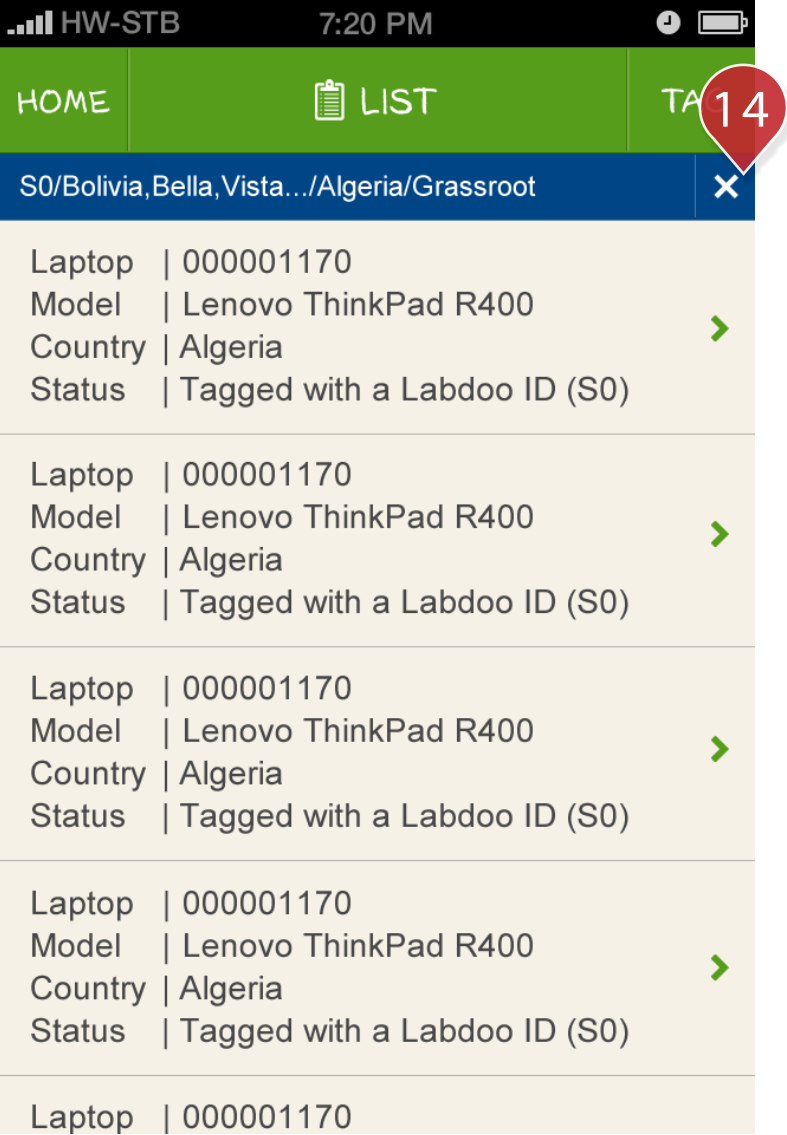 HW-STB 7:20 PM
HOME LIST TA
14
S0/Bolivia,Bella,Vista.../Algeria/Grassroot
Laptop | 000001170
Model | Lenovo ThinkPad R400
Country | Algeria
Status | Tagged with a Labdoo ID (S0)
Laptop | 000001170
Model | Lenovo ThinkPad R400
Country | Algeria
Status | Tagged with a Labdoo ID (S0)
Laptop | 000001170
Model | Lenovo ThinkPad R400
Country | Algeria
Status | Tagged with a Labdoo ID (S0)
Laptop | 000001170
Model | Lenovo ThinkPad R400
Country | Algeria
Status | Tagged with a Labdoo ID (S0)
Laptop | 000001170